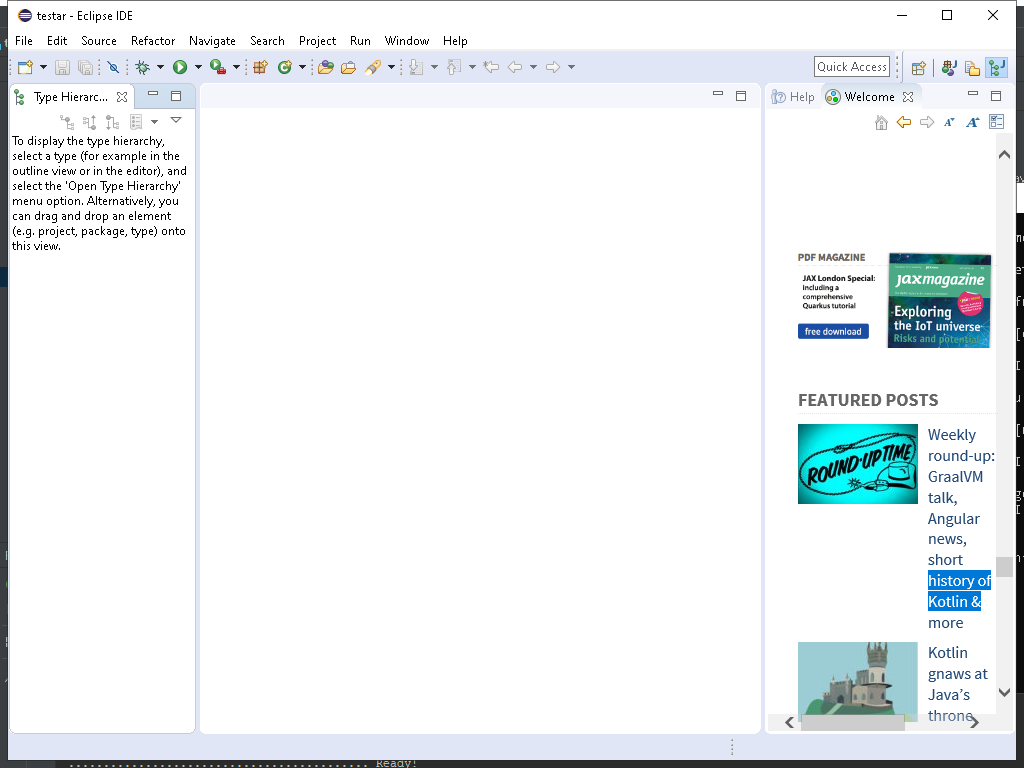 testar - Eclipse IDE
File Edit Source Refactor Navigate Search Project Run Window Help
Quick Access
Type Hierarc...
Help
Welcome
To display the type hierarchy,
select a type (for example in the
outline view or in the editor), and
select the 'Open Type Hierarchy'
menu option. Alternatively, you
can drag and drop an element
(e.g. project, package, type) onto
this view.
PDF MAGAZINE
JAX London Special:
including a
comprehensive
Quarkus tutorial
free download
jaxmagazine
Exploring
the IoT universe
Risks and potential
FEATURED POSTS
ROUND-UP TIME
Weekly
round-up:
GraalVM
talk,
Angular
news,
short
history of
Kotlin &
more
Kotlin
gnaws at
Java’s
throne
Ready!